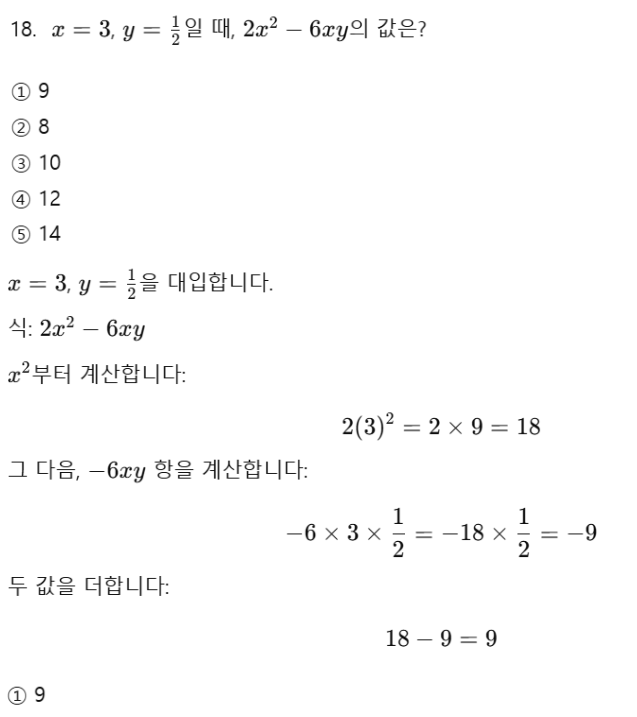 18. x = 3, y = \frac{1}{2}일 때, 2x² − 6xy의 값은?
① 9
② 8
③ 10
④ 12
⑤ 14
x = 3, y = \frac{1}{2}을 대입합니다.
식: 2x² − 6xy
x²부터 계산합니다:
2(3)² = 2 × 9 = 18
그 다음, −6xy 항을 계산합니다:
−6 × 3 × \frac{1}{2} = −18 × \frac{1}{2} = −9
두 값을 더합니다:
18 − 9 = 9
① 9